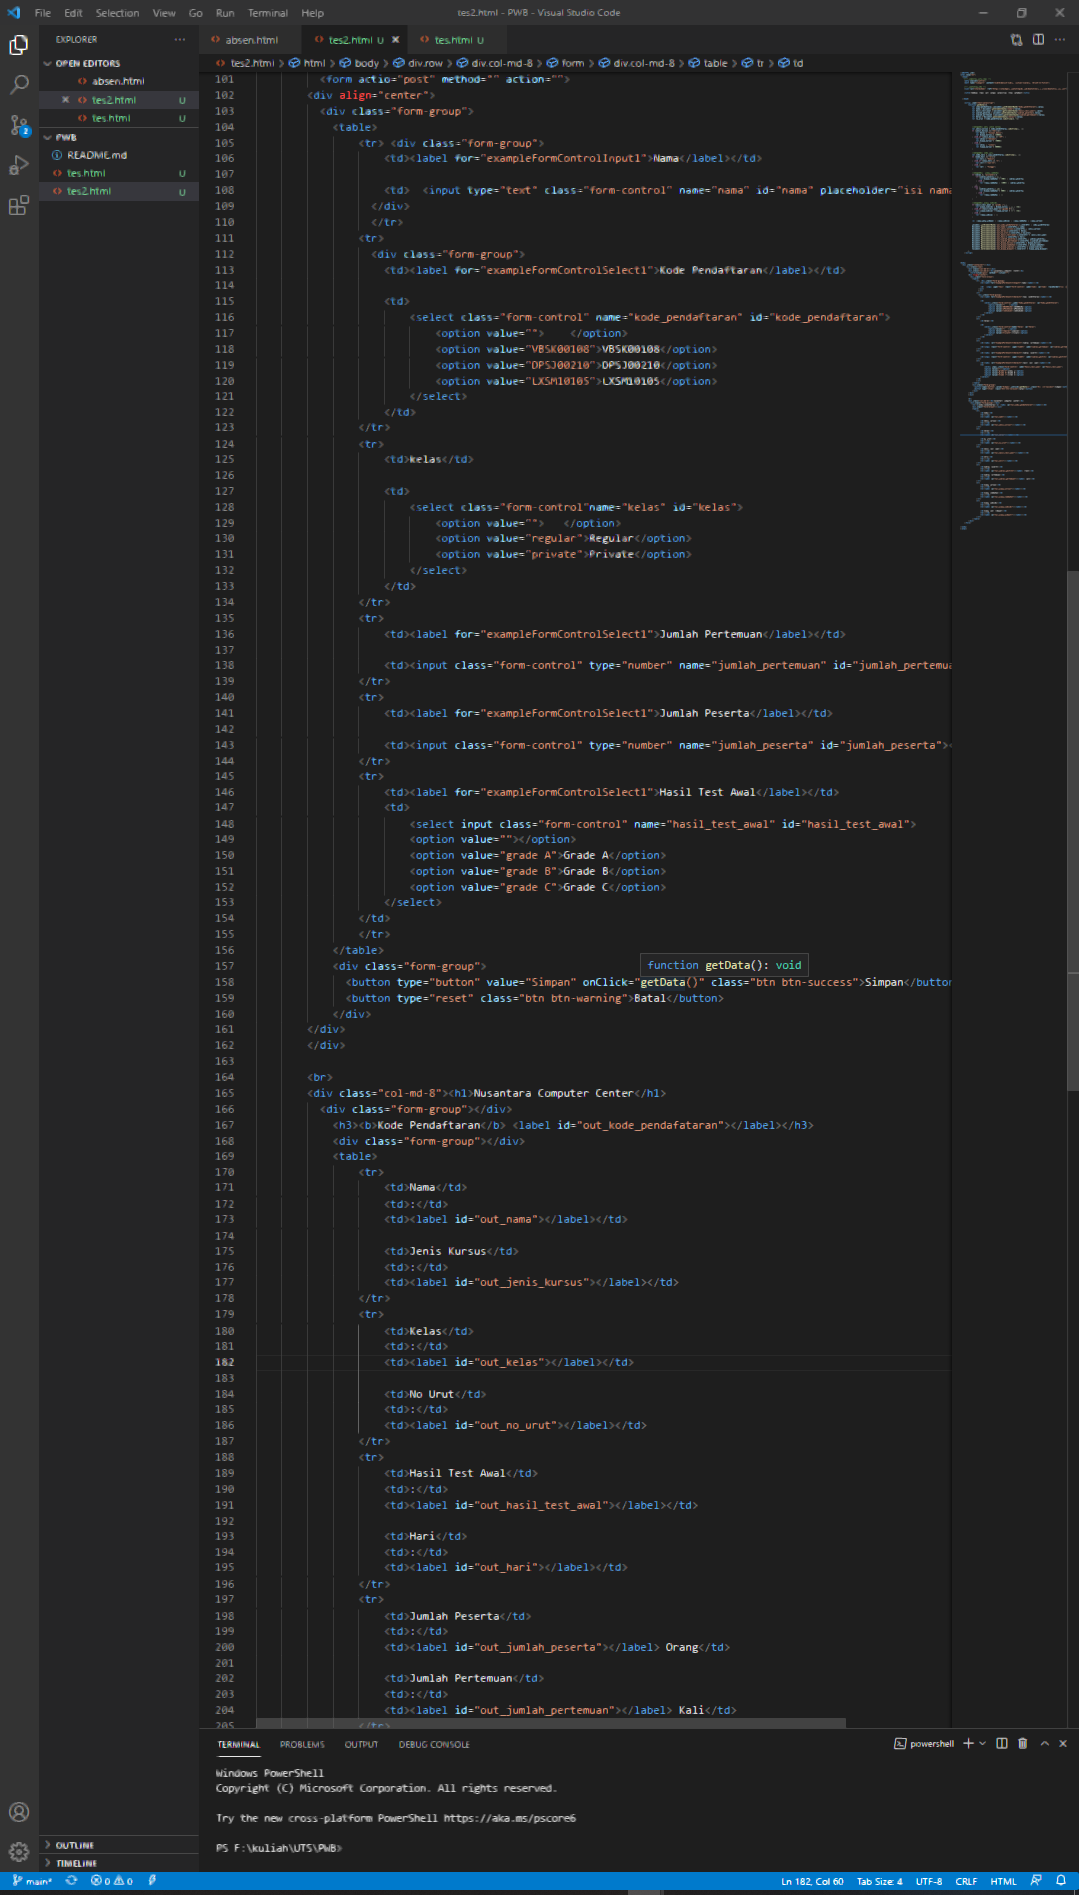 File Edit Selection View Go Run Terminal Help
tes2.html - PWB - Visual Studio Code
EXPLORER ···
OPEN EDITORS
absen.html
tes2.html U
tes.html U
PWB
README.md
tes.html U
tes2.html U
OUTLINE
TIMELINE
absen.html tes2.html U tes.html U
tes2.html > html > body > div.row > div.col-md-8 > div.col-md-8 > form > table > tr > td
101 <form actio="post" method="" action="">
102 <div align="center">
103 <div class="form-group">
104 <table>
105 <tr> <div class="form-group">
106 <td><label for="exampleFormControlInput1">Nama</label></td>
107
108 <td> <input type="text" class="form-control" name="nama" id="nama" placeholder="isi nama
109 </div>
110 </tr>
111 <tr>
112 <div class="form-group">
113 <td><label for="exampleFormControlSelect1">Kode Pendaftaran</label></td>
114
115 <td>
116 <select class="form-control" name="kode_pendaftaran" id="kode_pendaftaran">
117 <option value=""> </option>
118 <option value="VBSK00108">VBSK00108</option>
119 <option value="DPSJ00210">DPSJ00210</option>
120 <option value="LXSM10105">LXSM10105</option>
121 </select>
122 </td>
123 </tr>
124 <tr>
125 <td>kelas</td>
126
127 <td>
128 <select class="form-control"name="kelas" id="kelas">
129 <option value=""> </option>
130 <option value="regular">Regular</option>
131 <option value="private">Private</option>
132 </select>
133 </td>
134 </tr>
135 <tr>
136 <td><label for="exampleFormControlSelect1">Jumlah Pertemuan</label></td>
137
138 <td><input class="form-control" type="number" name="jumlah_pertemuan" id="jumlah_pertemua
139 </tr>
140 <tr>
141 <td><label for="exampleFormControlSelect1">Jumlah Peserta</label></td>
142
143 <td><input class="form-control" type="number" name="jumlah_peserta" id="jumlah_peserta"><
144 </tr>
145 <tr>
146 <td><label for="exampleFormControlSelect1">Hasil Test Awal</label></td>
147 <td>
148 <select input class="form-control" name="hasil_test_awal" id="hasil_test_awal">
149 <option value=""></option>
150 <option value="grade A">Grade A</option>
151 <option value="grade B">Grade B</option>
152 <option value="grade C">Grade C</option>
153 </select>
154 </td>
155 </tr>
156 </table>
157 <div class="form-group">
function getData(): void
158 <button type="button" value="Simpan" onClick="getData()" class="btn btn-success">Simpan</button
159 <button type="reset" class="btn btn-warning">Batal</button>
160 </div>
161 </div>
162 </div>
163
164 <br>
165 <div class="col-md-8"><h1>Nusantara Computer Center</h1>
166 <div class="form-group"></div>
167 <h3><b>Kode Pendaftaran</b> <label id="out_kode_pendafataran"></label></h3>
168 <div class="form-group"></div>
169 <table>
170 <tr>
171 <td>Nama</td>
172 <td>:</td>
173 <td><label id="out_nama"></label></td>
174
175 <td>Jenis Kursus</td>
176 <td>:</td>
177 <td><label id="out_jenis_kursus"></label></td>
178 </tr>
179 <tr>
180 <td>Kelas</td>
181 <td>:</td>
182 <td><label id="out_kelas"></label></td>
183
184 <td>No Urut</td>
185 <td>:</td>
186 <td><label id="out_no_urut"></label></td>
187 </tr>
188 <tr>
189 <td>Hasil Test Awal</td>
190 <td>:</td>
191 <td><label id="out_hasil_test_awal"></label></td>
192
193 <td>Hari</td>
194 <td>:</td>
195 <td><label id="out_hari"></label></td>
196 </tr>
197 <tr>
198 <td>Jumlah Peserta</td>
199 <td>:</td>
200 <td><label id="out_jumlah_peserta"></label> Orang</td>
201
202 <td>Jumlah Pertemuan</td>
203 <td>:</td>
204 <td><label id="out_jumlah_pertemuan"></label> Kali</td>
205 </tr>
TERMINAL PROBLEMS OUTPUT DEBUG CONSOLE powershell
Windows PowerShell
Copyright (C) Microsoft Corporation. All rights reserved.
Try the new cross-platform PowerShell https://aka.ms/pscore6
PS F:\kuliah\UTS\PWB>
main* 0 0 Ln 182, Col 60 Tab Size: 4 UTF-8 CRLF HTML